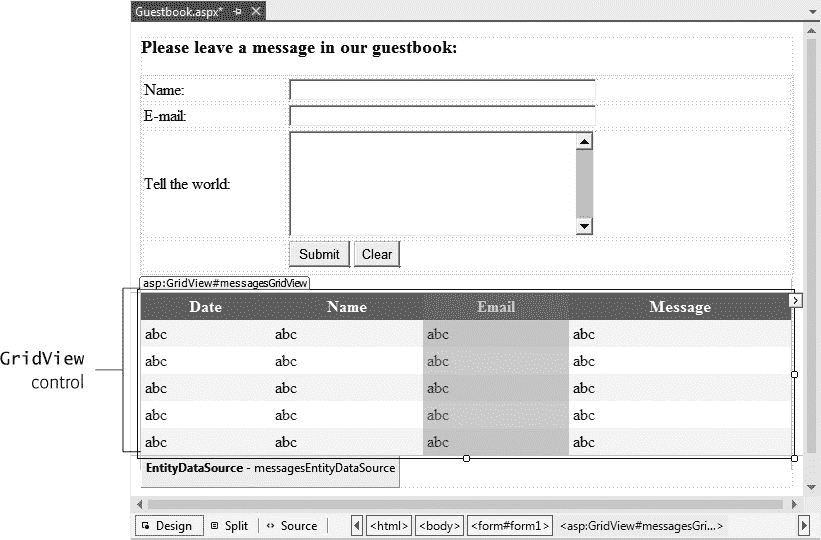 Guestbook.aspx*
Please leave a message in our guestbook:
Name:
E-mail:
Tell the world:
Submit Clear
asp:GridView#messagesGridView
Date Name Email Message
abc abc abc abc
abc abc abc abc
abc abc abc abc
abc abc abc abc
abc abc abc abc
GridView
control
EntityDataSource - messagesEntityDataSource
Design Split Source <html> <body> <form#form1> <asp:GridView#messagesGri...>